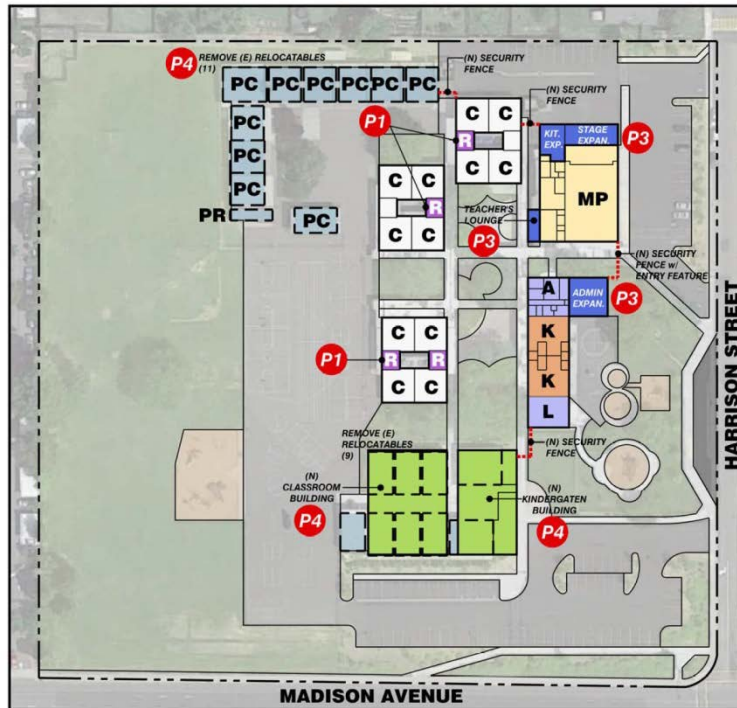 P4
REMOVE (E) RELOCATABLES
(11)
(N) SECURITY
FENCE
(N) SECURITY
FENCE
PC PC PC PC PC PC
PC
PC
PC
PR
PC
P1
C C
R
C C
C C
R
C C
KIT.
EXP.
STAGE
EXPAN.
P3
MP
TEACHER'S
LOUNGE
P3
(N) SECURITY
FENCE w/
ENTRY FEATURE
A
ADMIN
EXPAN.
P3
K
K
L
P1
C C
R R
C C
REMOVE (E)
RELOCATABLES
(9)
(N) SECURITY
FENCE
(N)
CLASSROOM
BUILDING
P4
(N)
KINDERGATEN
BUILDING
P4
HARRISON STREET
MADISON AVENUE